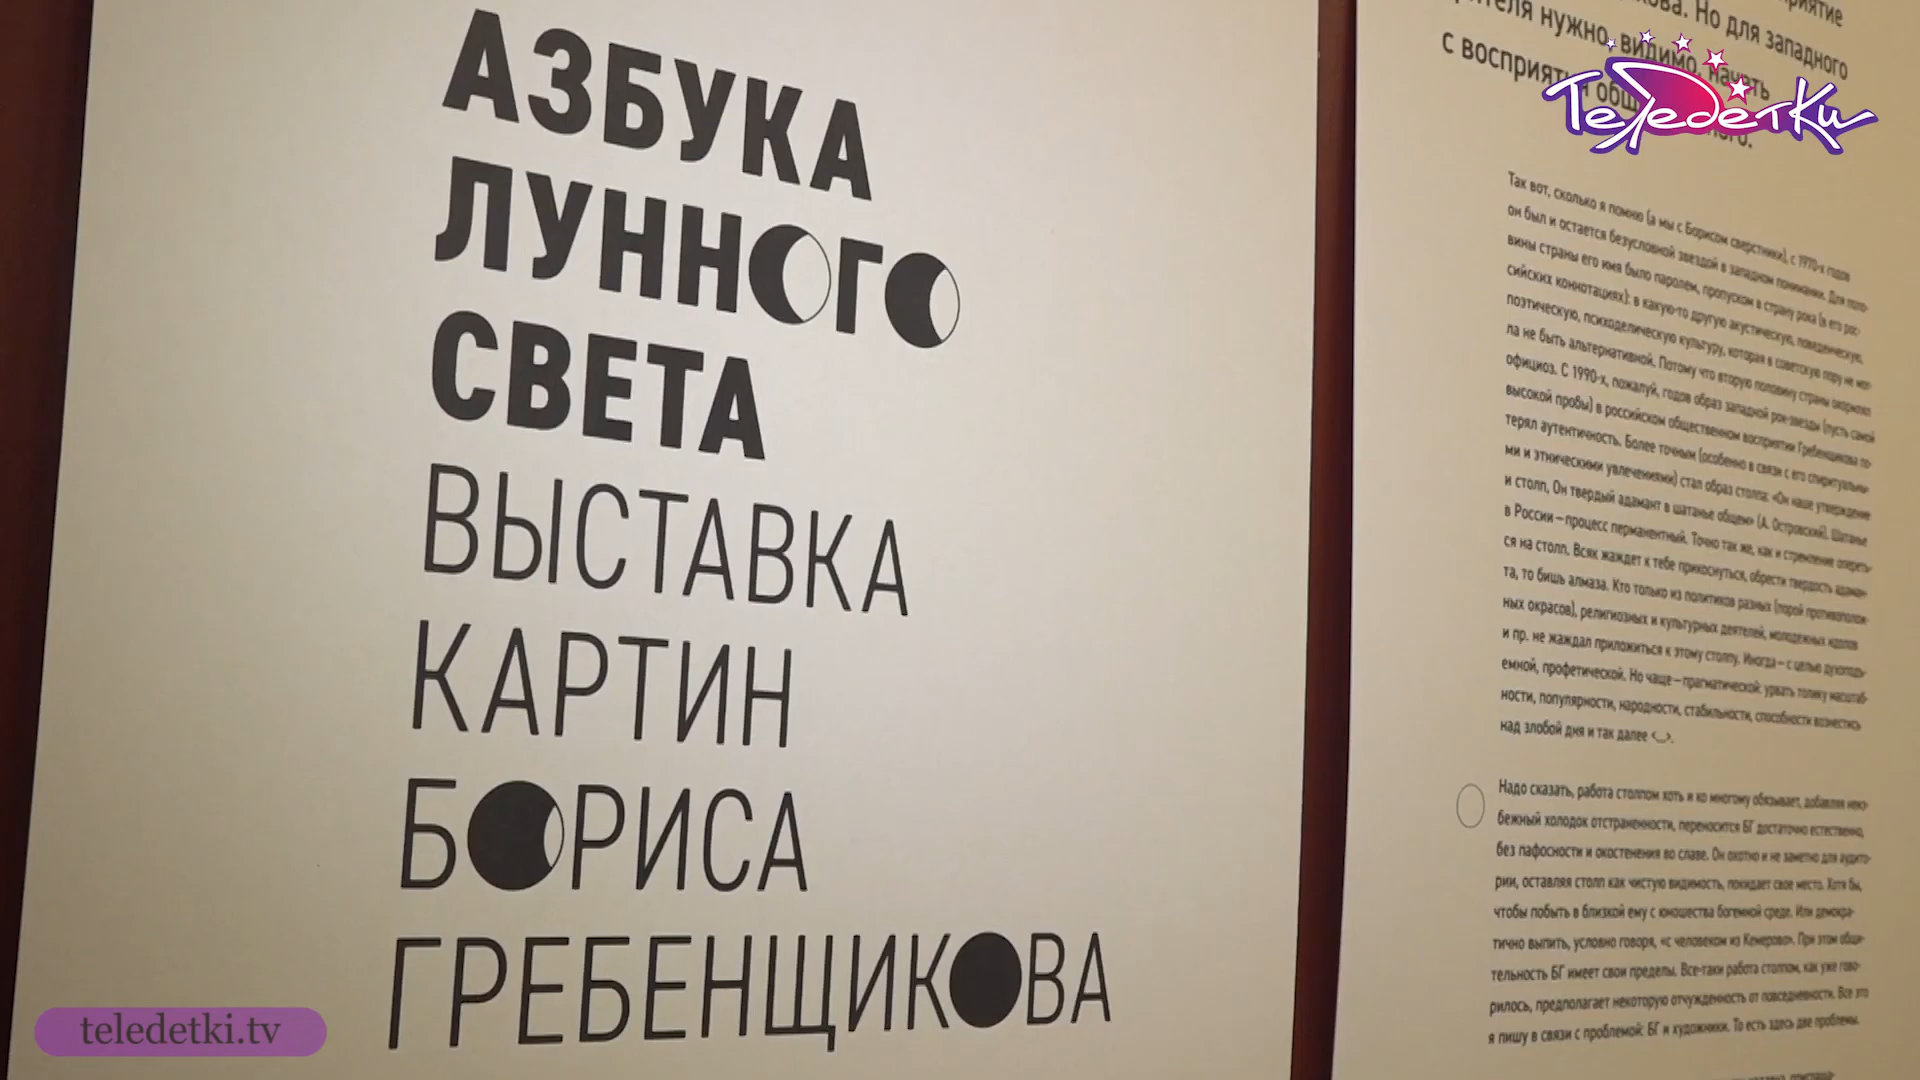 АЗБУКА
ЛУННОГО
СВЕТА
ВЫСТАВКА
КАРТИН
БОРИСА
ГРЕБЕНЩИКОВА
Но для западного
нужно, видимо, начать
с восприятия
Теледетки
Так вот, сколько я помню (а мы с Борисом сверстники), с 1970-х годов
он был и остается безусловной звездой в западном понимании. Для поло-
вины страны его имя было паролем, пропуском в страну рока (в его рос-
сийских коннотациях): в какую-то другую акустическую, поведенческую,
поэтическую, психоделическую культуру, которая в советскую пору не мог-
ла не быть альтернативной. Потому что вторую половину страны окормлял
официоз. С 1990-х, пожалуй, годов образ западной рок-звезды (пусть самой
высокой пробы) в российском общественном восприятии Гребенщикова по-
терял аутентичность. Более точным (особенно в связи с его спиритуальны-
ми и этническими увлечениями) стал образ столпа: «Он наше утверждение
и столп, Он твердый адамант в шатанье общем» (А. Островский). Шатанье
в России – процесс перманентный. Точно так же, как и стремление опереть-
ся на столп. Всяк жаждет к тебе прикоснуться, обрести твердость адаман-
та, то бишь алмаза. Кто только из политиков разных (порой противополож-
ных окрасов), религиозных и культурных деятелей, молодежных идолов
и пр. не жаждал приложиться к этому столпу. Иногда – с целью духоподъ-
емной, профетической. Но чаще – прагматической: урвать толику масштаб-
ности, популярности, народности, стабильности, способности вознестись
над злобой дня и так далее
Надо сказать, работа столпом хоть и ко многому обязывает, добавляя неиз-
бежный холодок отстраненности, переносится БГ достаточно естественно,
без пафосности и окостенения во славе. Он охотно и не заметно для аудито-
рии, оставляя столп как чистую видимость, покидает свое место. Хотя бы,
чтобы побыть в близкой ему с юношества богемной среде. Или демокра-
тично выпить, условно говоря, «с человеком из Кемерово». При этом общи-
тельность БГ имеет свои пределы. Все-таки работа столпом, как уже гово-
рилось, предполагает некоторую отчужденность от повседневности. Все это
я пишу в связи с проблемой: БГ и художники. То есть здесь две проблемы.
teledetki.tv